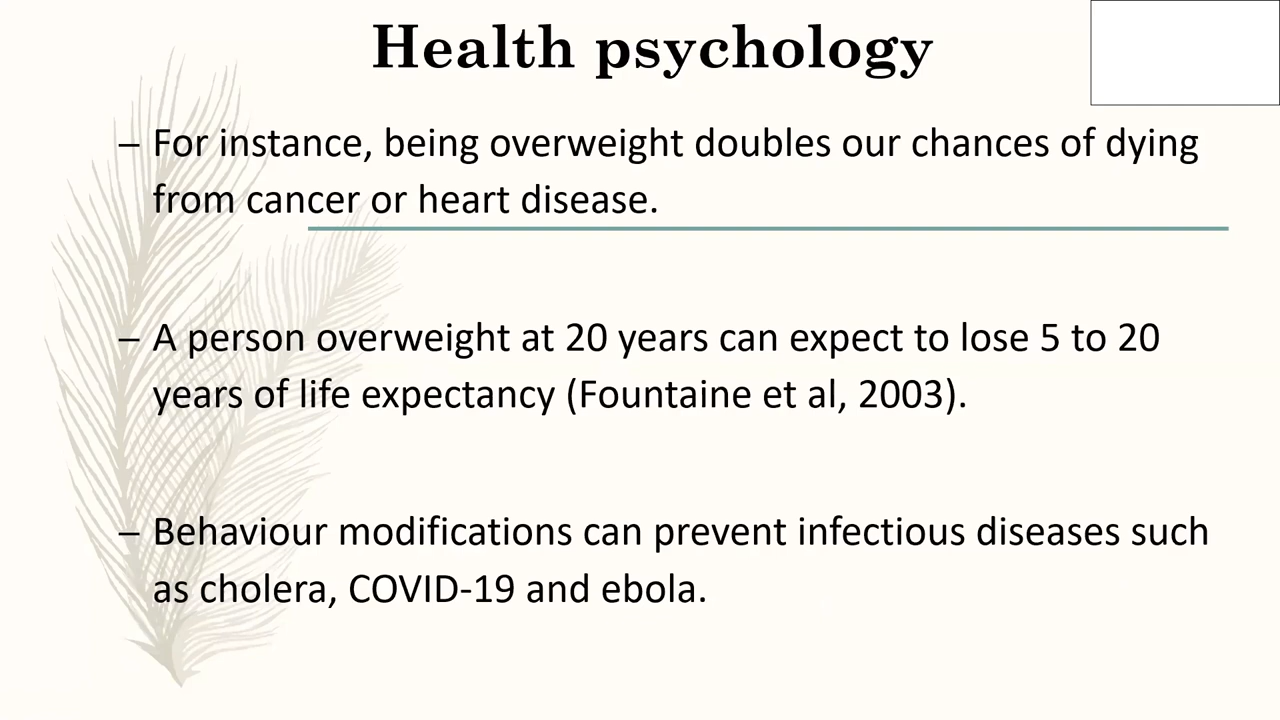 Health psychology
– For instance, being overweight doubles our chances of dying
from cancer or heart disease.
– A person overweight at 20 years can expect to lose 5 to 20
years of life expectancy (Fountaine et al, 2003).
– Behaviour modifications can prevent infectious diseases such
as cholera, COVID-19 and ebola.